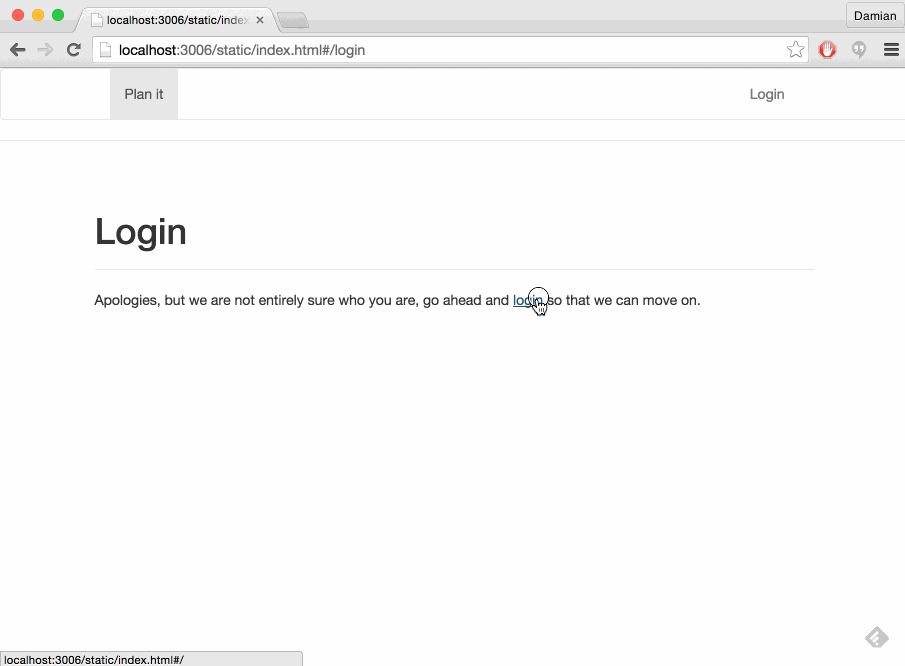 localhost:3006/static/index
Damian
localhost:3006/static/index.html#/login
Plan it
Login
Login
Apologies, but we are not entirely sure who you are, go ahead and login so that we can move on.
localhost:3006/static/index.html#/